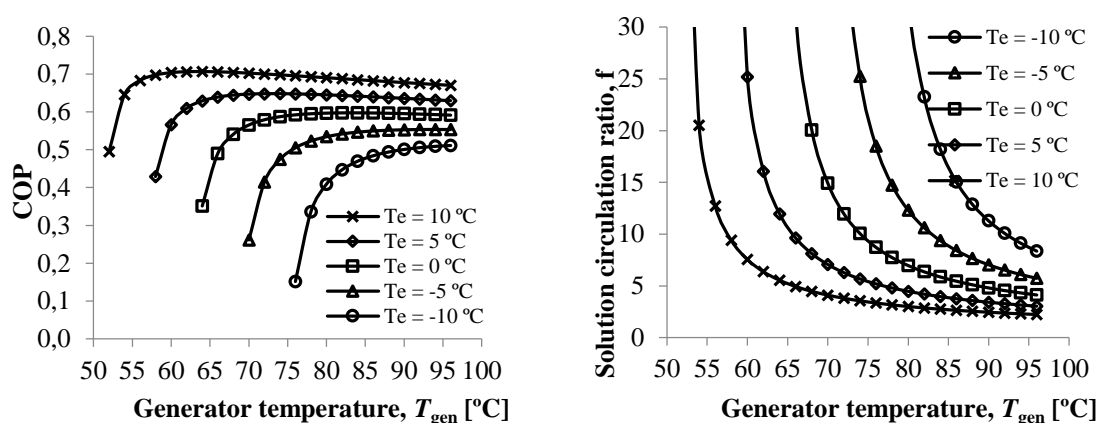 0,8
0,7
0,6
0,5
0,4
0,3
0,2
0,1
0,0
COP
Te = 10 ºC
Te = 5 ºC
Te = 0 ºC
Te = -5 ºC
Te = -10 ºC
50 55 60 65 70 75 80 85 90 95 100
Generator temperature, Tgen [ºC]
30
25
20
15
10
5
0
Solution circulation ratio, f
Te = -10 ºC
Te = -5 ºC
Te = 0 ºC
Te = 5 ºC
Te = 10 ºC
50 55 60 65 70 75 80 85 90 95 100
Generator temperature, Tgen [ºC]